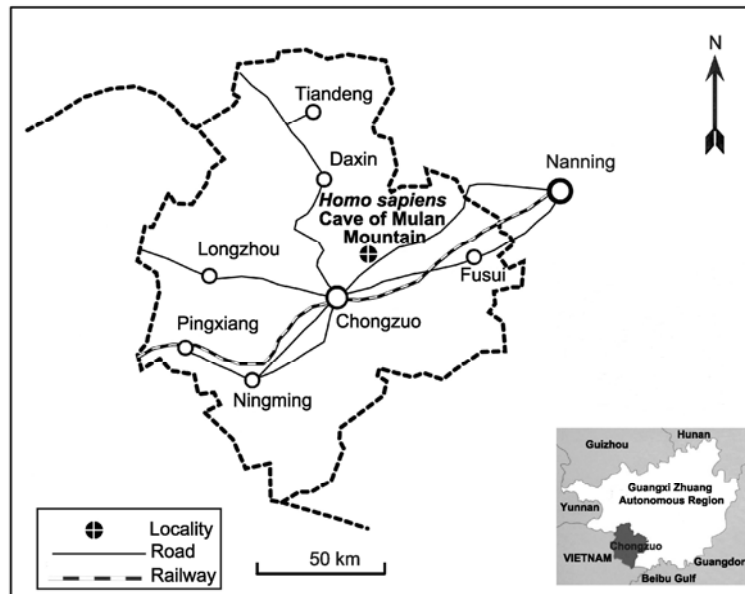 N
Tiandeng
Daxin
Nanning
Homo sapiens
Cave of Mulan
Mountain
Longzhou
Fusui
Pingxiang
Chongzuo
Ningming
Locality
Road
Railway
50 km
Hunan
Guizhou
Guangxi Zhuang
Autonomous Region
Yunnan
Chongzuo
VIETNAM
Guangdon
Beibu Gulf